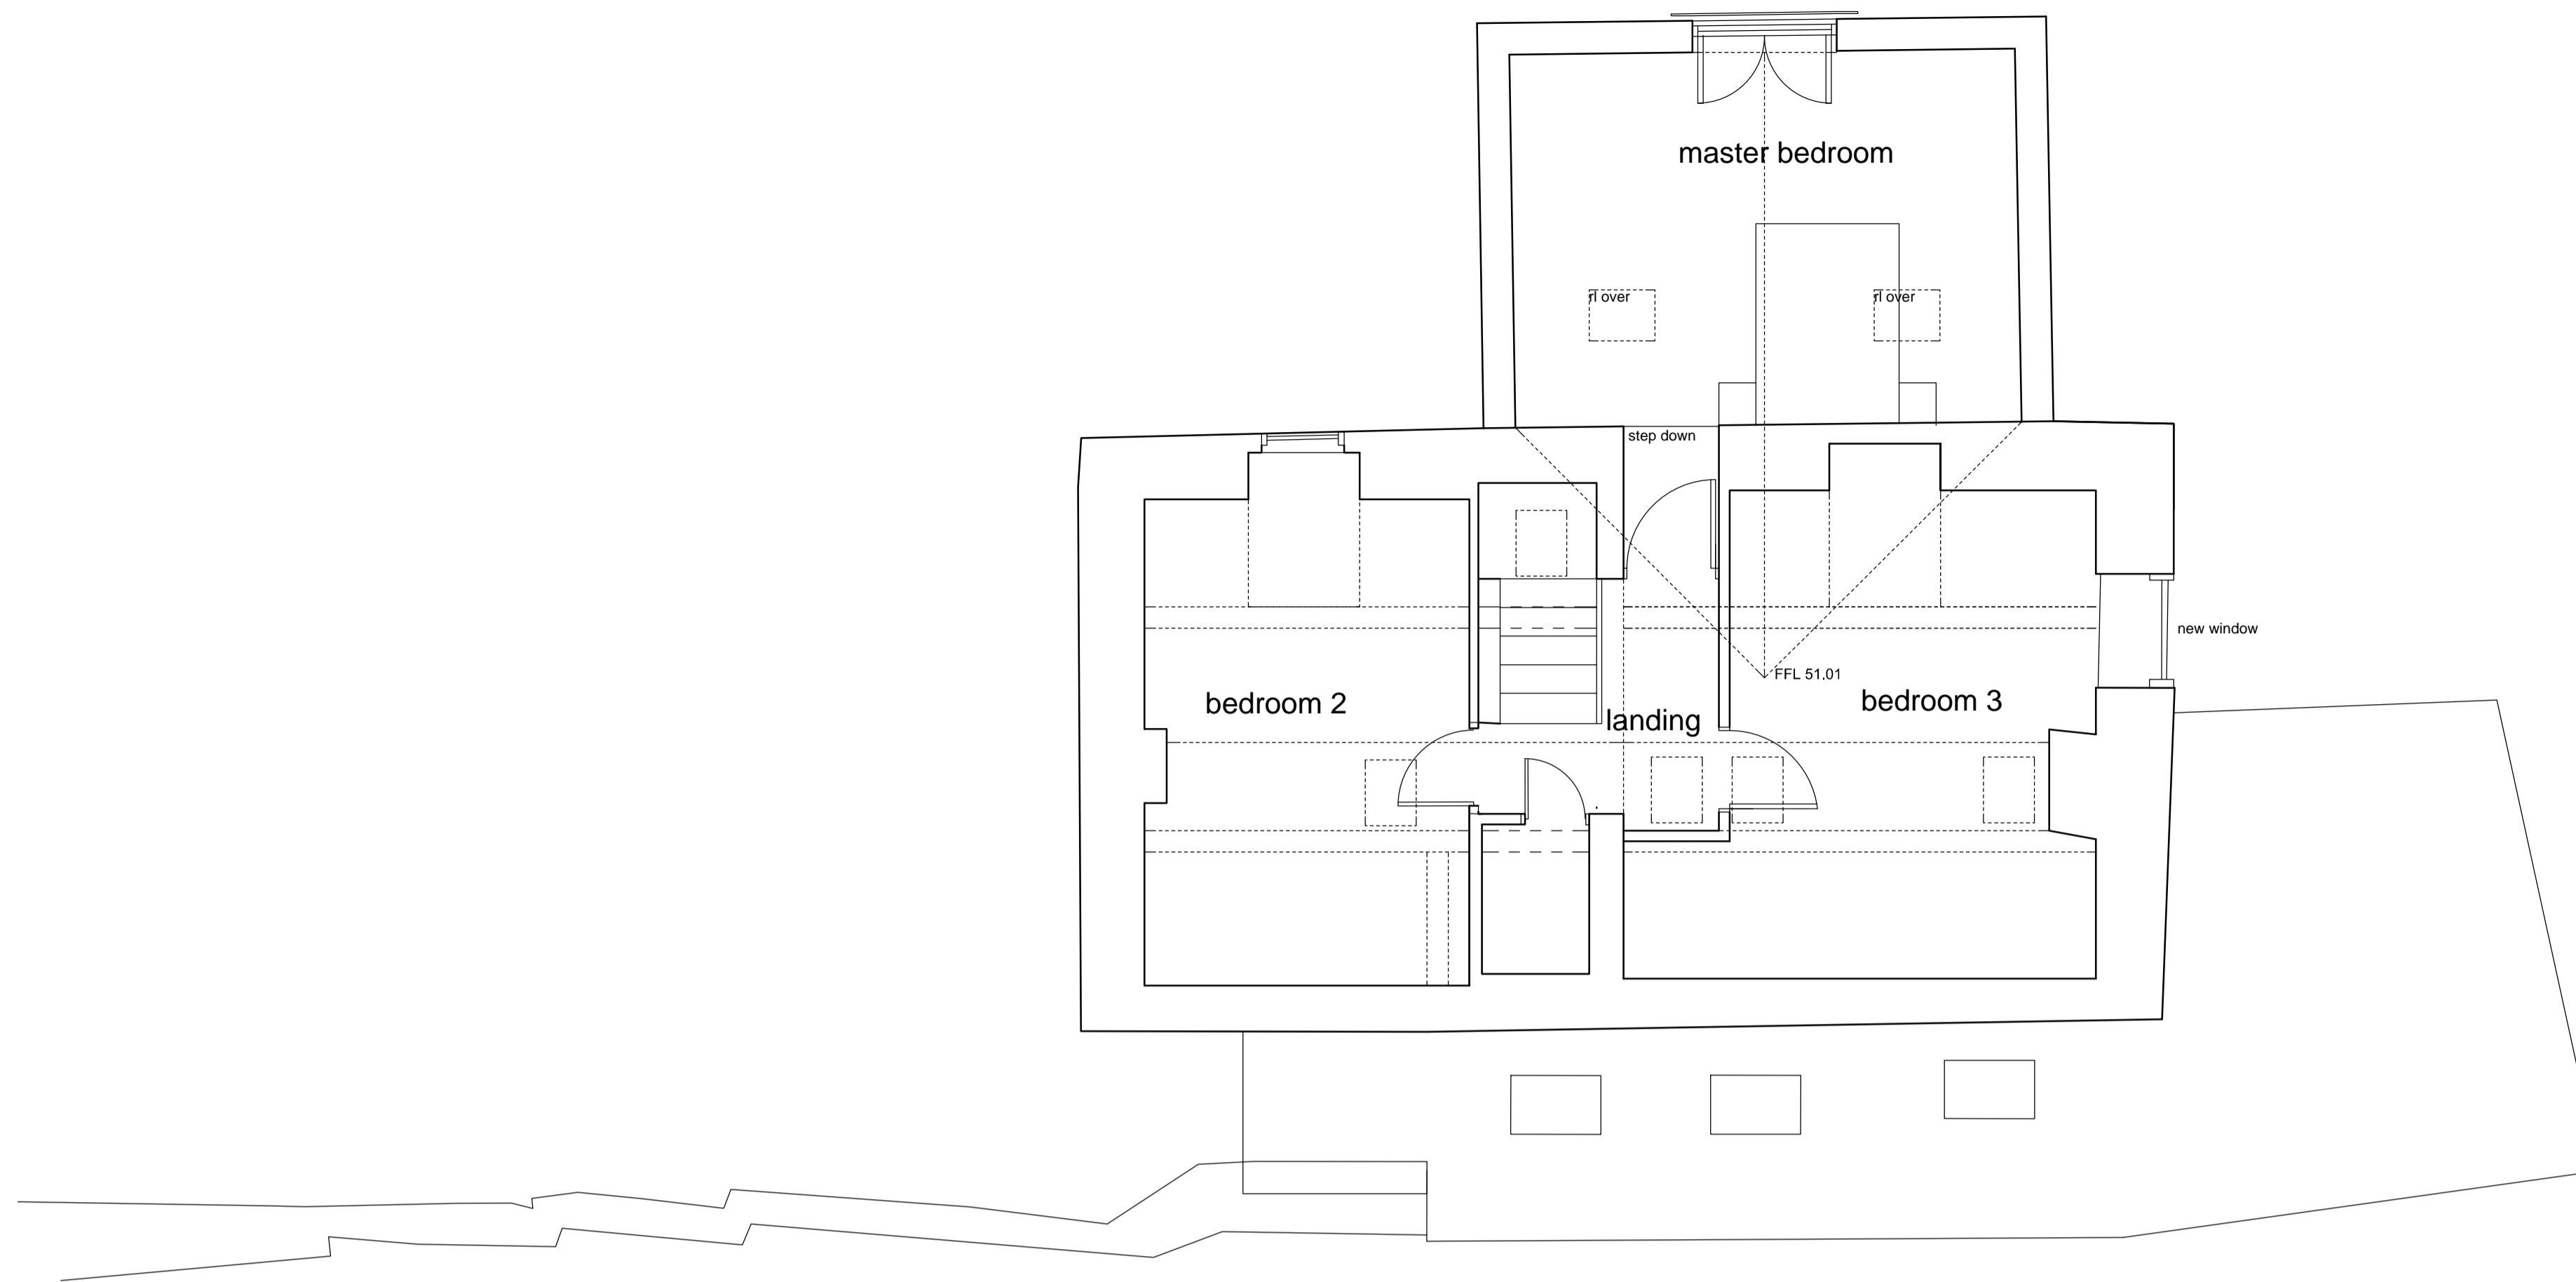 master bedroom
rl over
rl over
step down
new window
FFL 51.01
bedroom 2
bedroom 3
landing